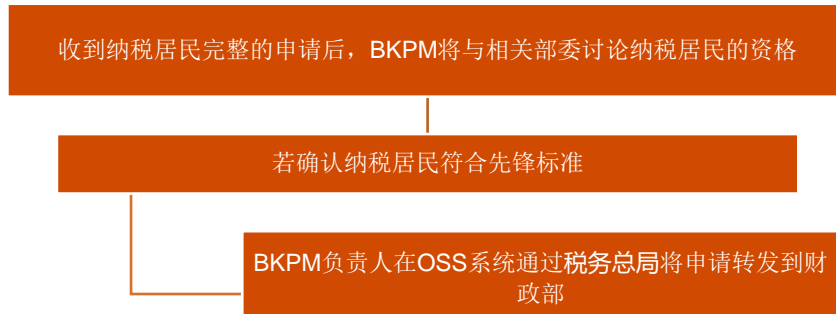 收到纳税居民完整的申请后，BKPM将与相关部委讨论纳税居民的资格
若确认纳税居民符合先锋标准
BKPM负责人在OSS系统通过税务总局将申请转发到财
政部